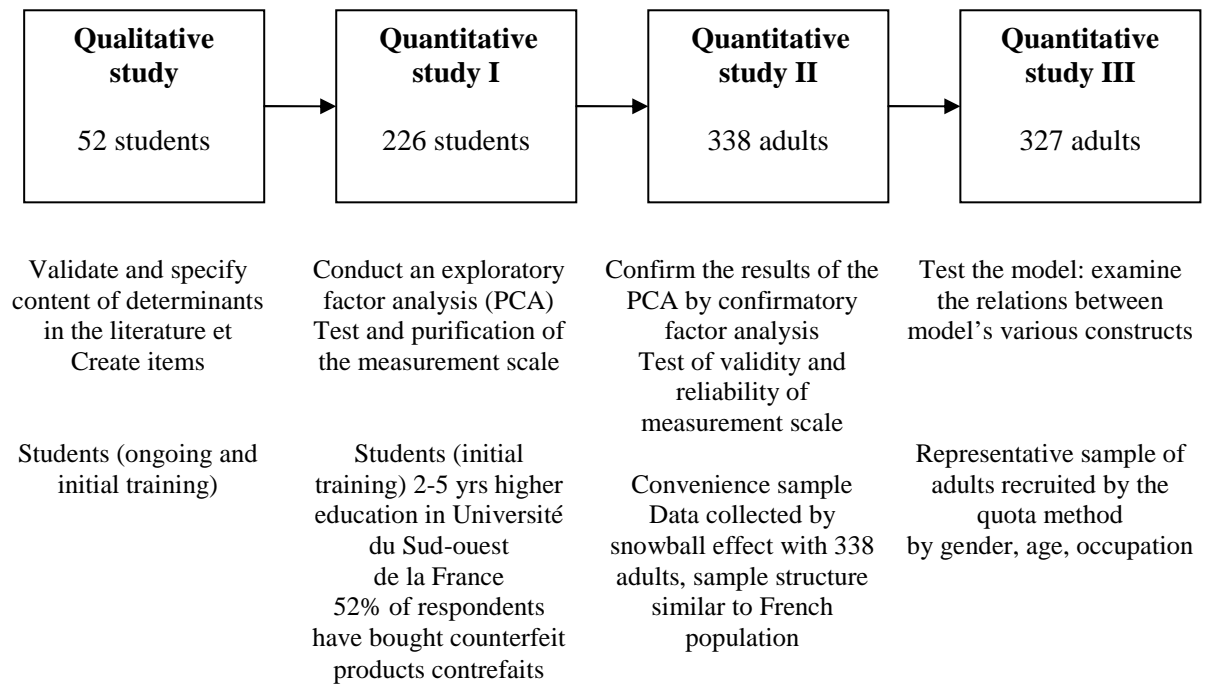 Qualitative
study
52 students
Quantitative
study I
226 students
Quantitative
study II
338 adults
Quantitative
study III
327 adults
Validate and specify
content of determinants
in the literature et
Create items
Conduct an exploratory
factor analysis (PCA)
Test and purification of
the measurement scale
Confirm the results of the
PCA by confirmatory
factor analysis
Test of validity and
reliability of
measurement scale
Test the model: examine
the relations between
model’s various constructs
Students (ongoing and
initial training)
Students (initial
training) 2-5 yrs higher
education in Université
du Sud-ouest
de la France
52% of respondents
have bought counterfeit
products contrefaits
Convenience sample
Data collected by
snowball effect with 338
adults, sample structure
similar to French
population
Representative sample of
adults recruited by the
quota method
by gender, age, occupation